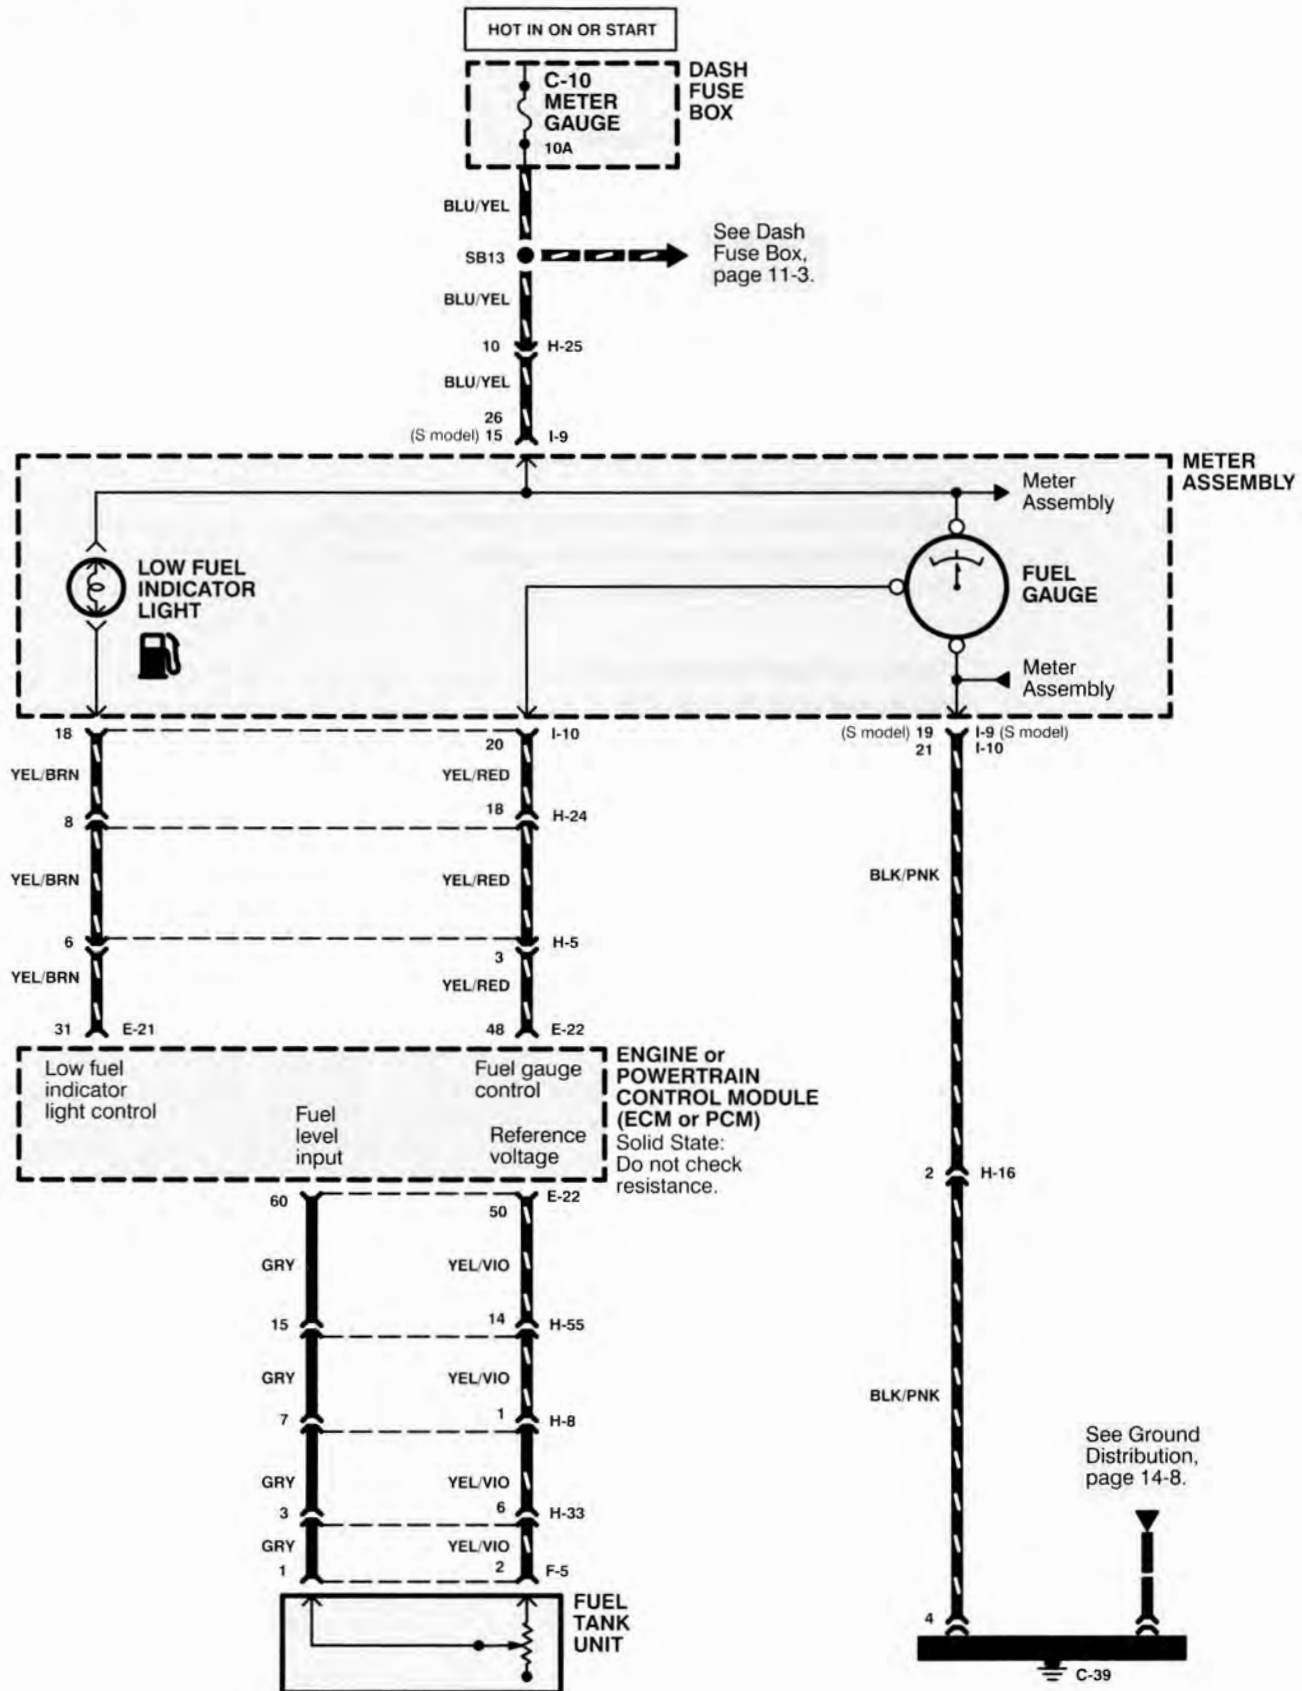 HOT IN ON OR START
C-10
METER
GAUGE
10A
DASH
FUSE
BOX
BLU/YEL
SB13
See Dash
Fuse Box,
page 11-3.
BLU/YEL
10 H-25
BLU/YEL
26
(S model) 15 I-9
METER
ASSEMBLY
Meter
Assembly
LOW FUEL
INDICATOR
LIGHT
FUEL
GAUGE
Meter
Assembly
18 20 I-10
(S model) 19 I-9 (S model)
21 I-10
YEL/BRN YEL/RED
8 18 H-24
YEL/BRN YEL/RED
BLK/PNK
6 3 H-5
YEL/BRN YEL/RED
31 E-21 48 E-22
Low fuel
indicator
light control
Fuel
level
input
Fuel gauge
control
Reference
voltage
ENGINE or
POWERTRAIN
CONTROL MODULE
(ECM or PCM)
Solid State:
Do not check
resistance.
2 H-16
60 50 E-22
GRY YEL/VIO
15 14 H-55
GRY YEL/VIO
BLK/PNK
7 1 H-8
See Ground
Distribution,
page 14-8.
GRY YEL/VIO
3 6 H-33
GRY YEL/VIO
1 2 F-5
FUEL
TANK
UNIT
4
C-39